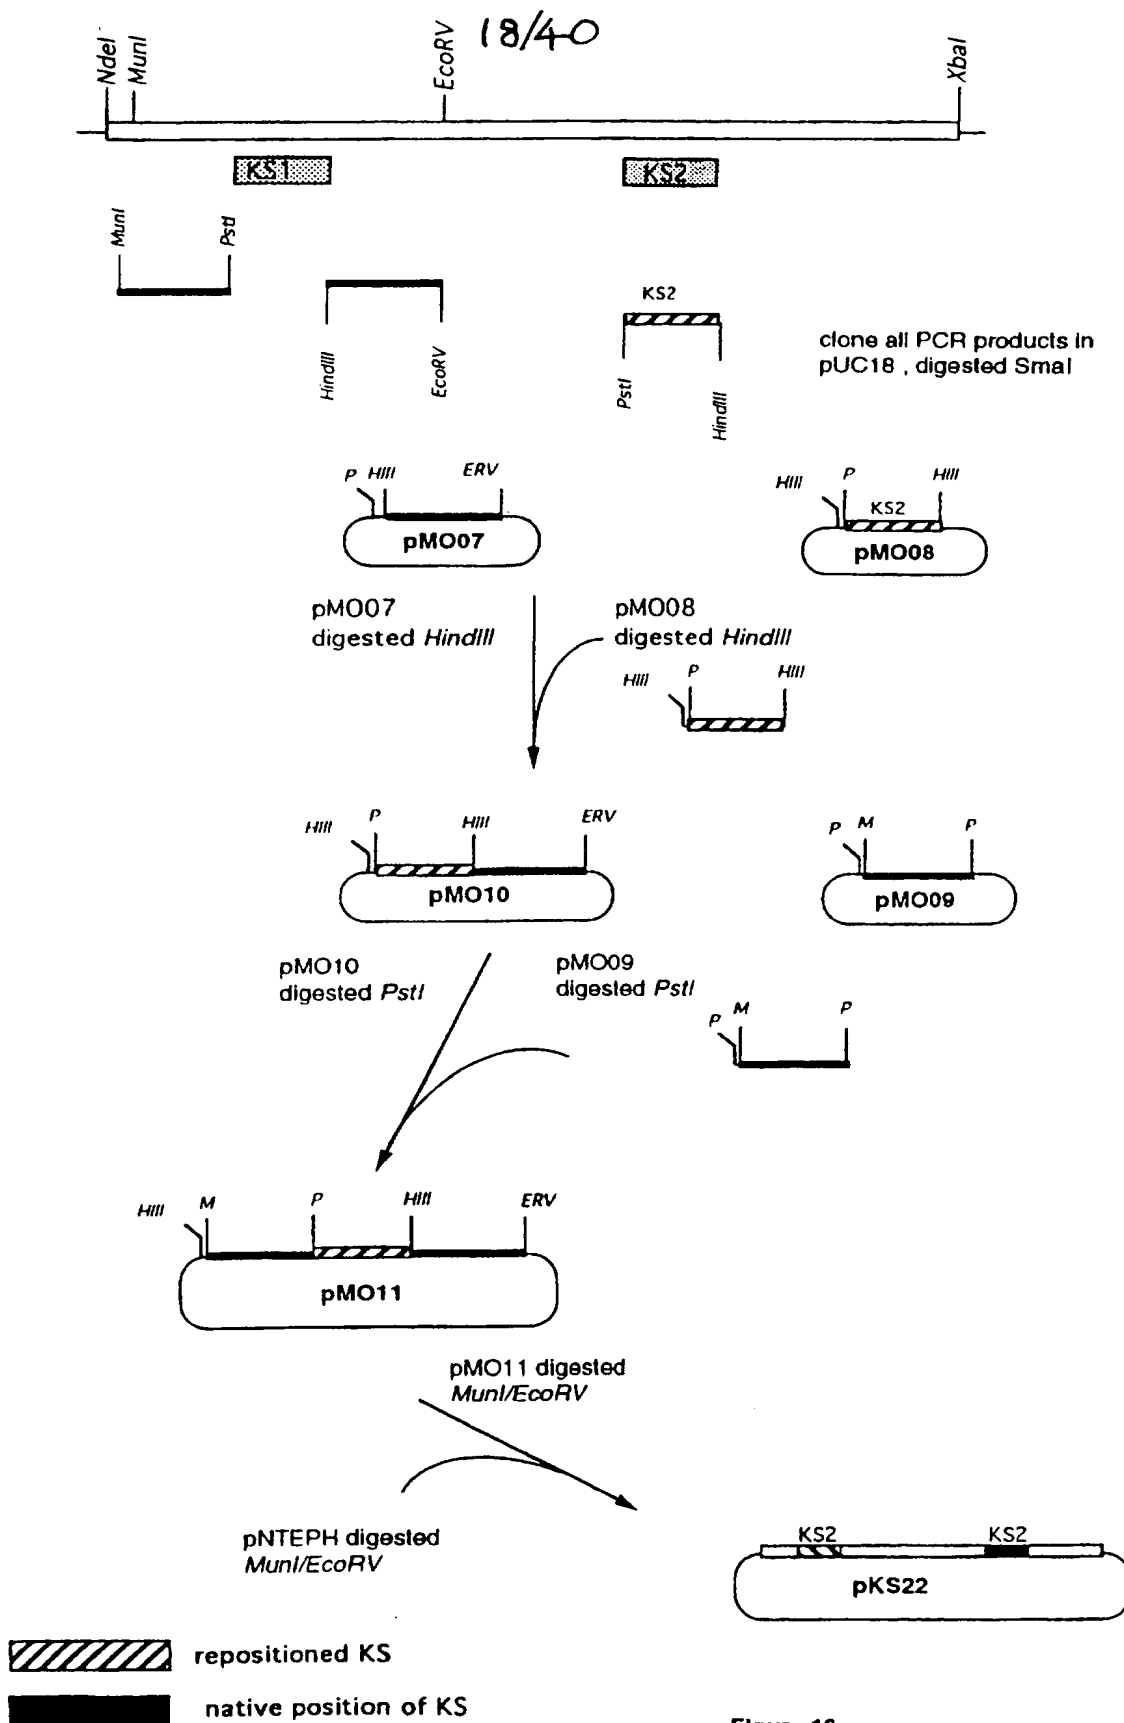 18/40
NdeI
MunI
EcoRV
XbaI
KS1
KS2
MunI
PstI
HindIII
EcoRV
KS2
PstI
HindIII
clone all PCR products in
pUC18 , digested SmaI
P HIII ERV
pMO07
HIII P HIII
KS2
pMO08
pMO07
digested HindIII
pMO08
digested HindIII
HIII P HIII
HIII P HIII ERV
pMO10
P M P
pMO09
pMO10
digested PstI
pMO09
digested PstI
P M P
HIII M P HIII ERV
pMO11
pMO11 digested
MunI/EcoRV
pNTEPH digested
MunI/EcoRV
KS2 KS2
pKS22
repositioned KS
native position of KS